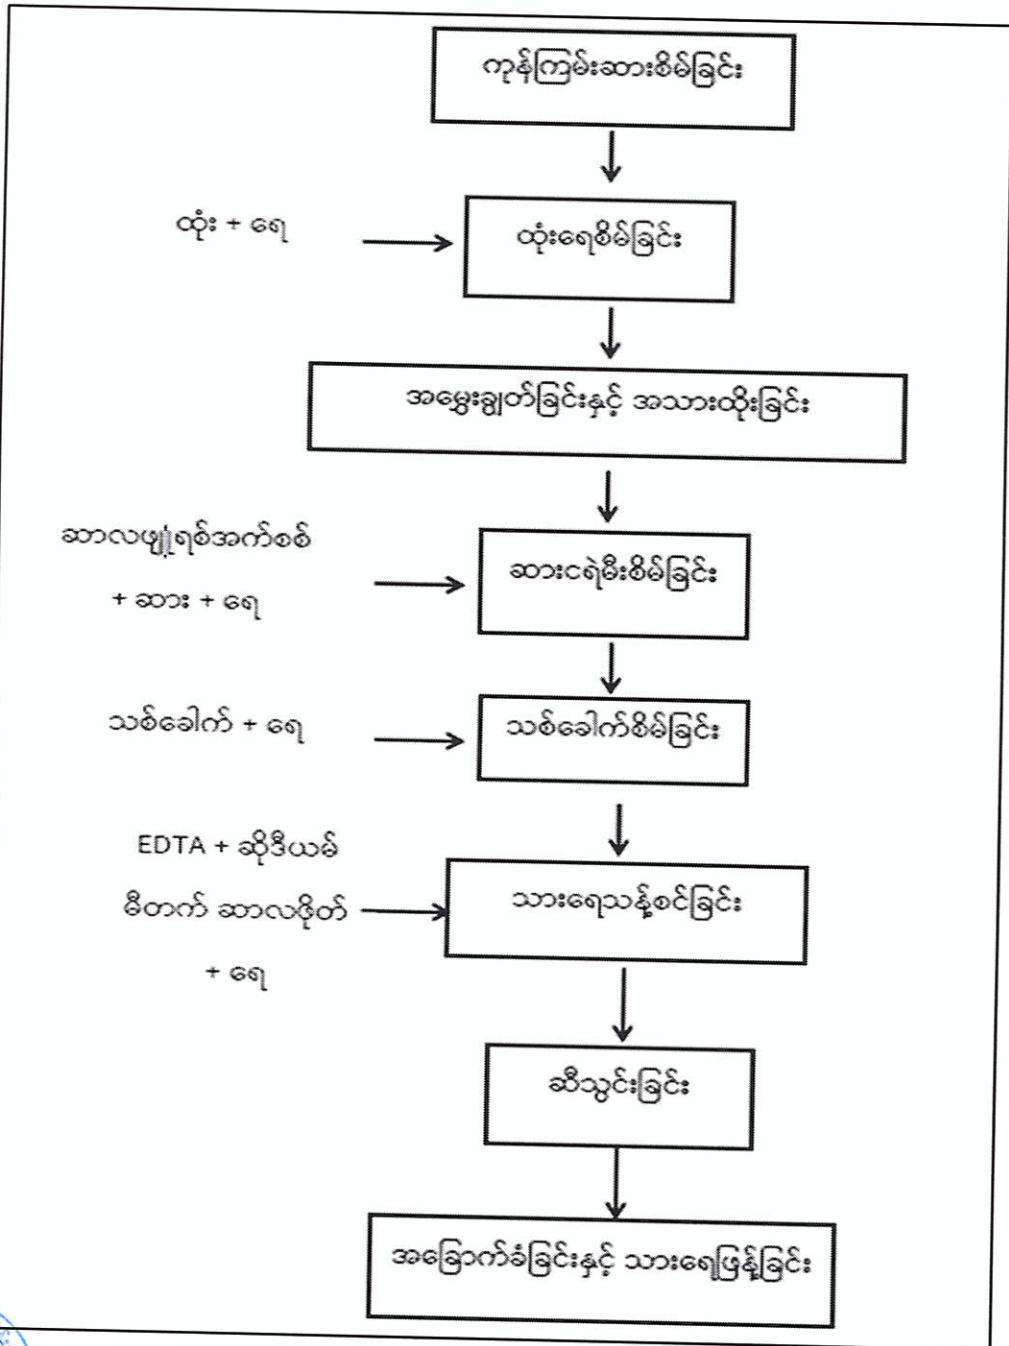 ကုန်ကြမ်းဆားစိမ်ခြင်း
ထုံး + ရေ
ထုံးရေစိမ်ခြင်း
အမွှေးချွတ်ခြင်းနှင့် အသားထိုးခြင်း
ဆာလဖျူရစ်အက်စစ်
+ ဆား + ရေ
ဆားငရဲမီးစိမ်ခြင်း
သစ်ခေါက် + ရေ
သစ်ခေါက်စိမ်ခြင်း
EDTA + ဆိုဒီယမ်
မီတက် ဆာလဖိုတ်
+ ရေ
သားရေသန့်စင်ခြင်း
ဆီသွင်းခြင်း
အခြောက်ခံခြင်းနှင့် သားရေဖြန့်ခြင်း